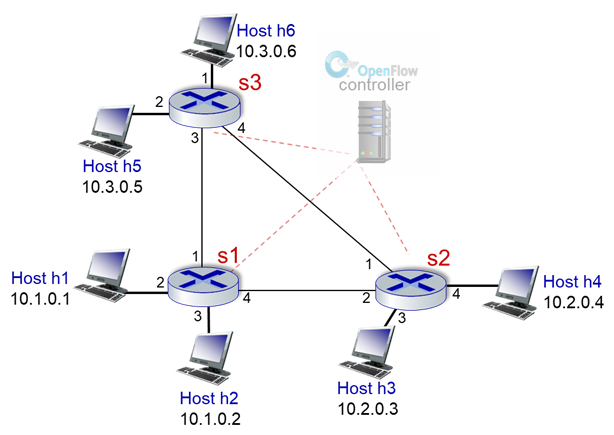 Host h6
10.3.0.6
OpenFlow
controller
1
s3
2
3
4
Host h5
10.3.0.5
1
s1
Host h1
10.1.0.1
2
3
4
Host h2
10.1.0.2
s2
1
2
3
4
Host h4
10.2.0.4
Host h3
10.2.0.3